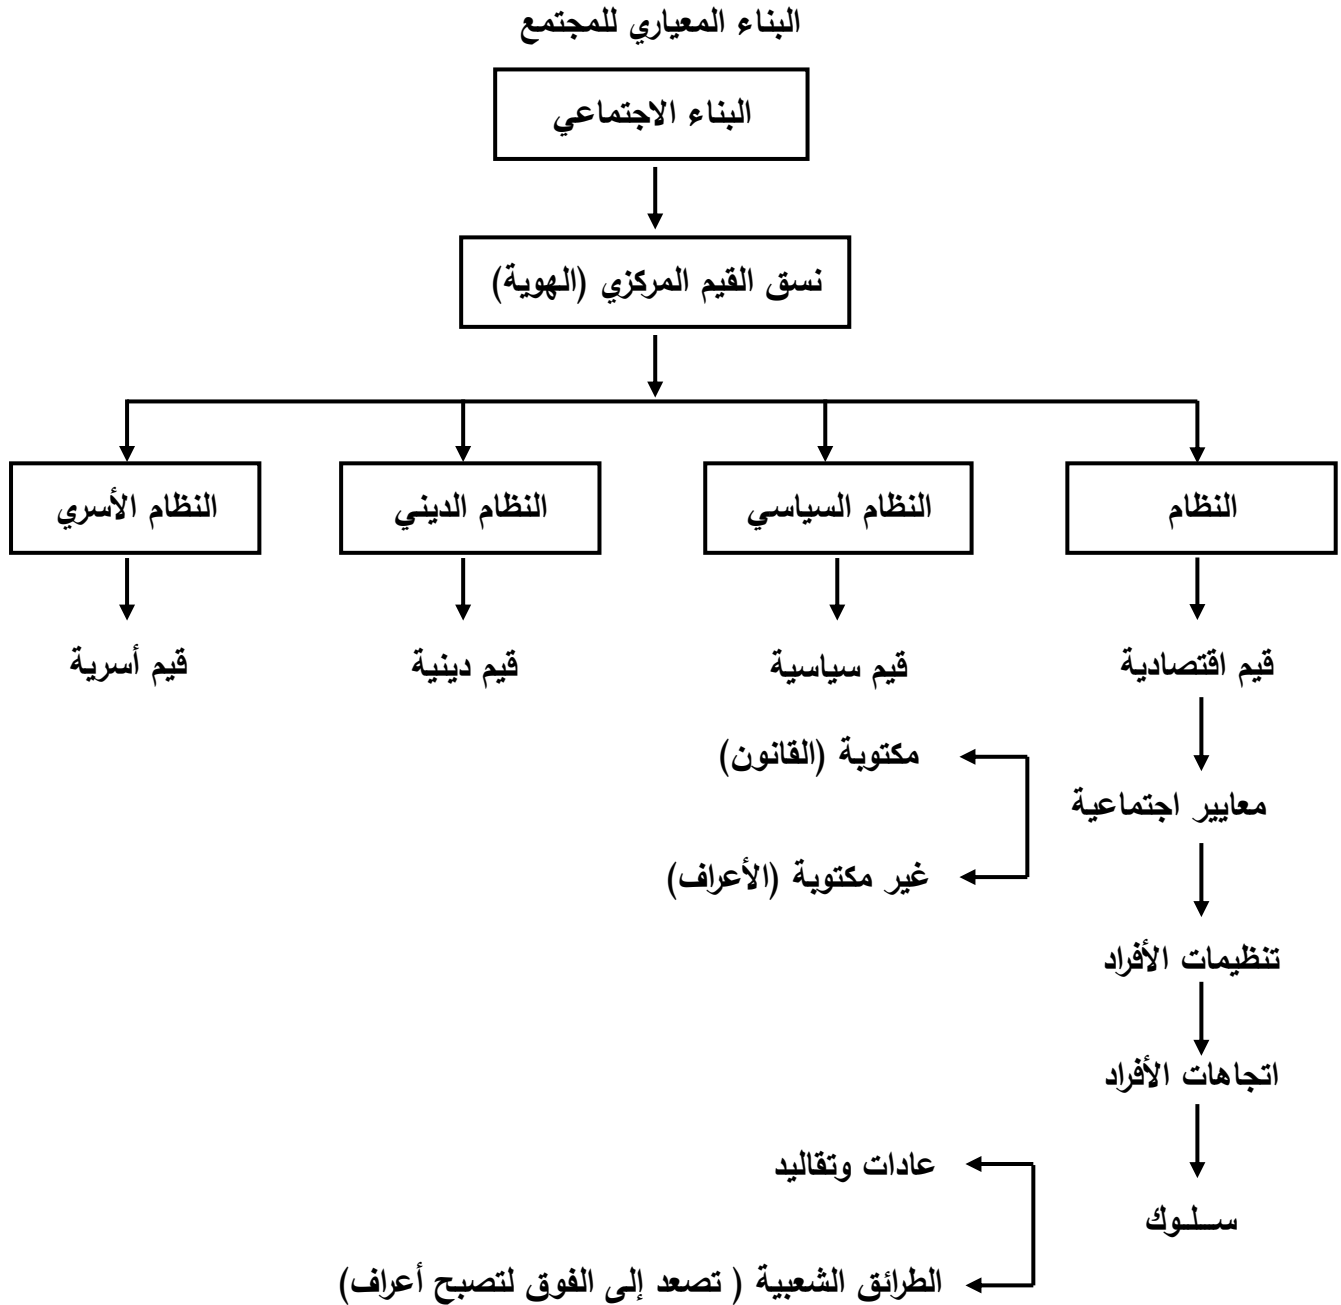 البناء المعياري للمجتمع
البناء الاجتماعي
نسق القيم المركزي (الهوية)
النظام
النظام السياسي
النظام الديني
النظام الأسري
قيم اقتصادية
قيم سياسية
قيم دينية
قيم أسرية
معايير اجتماعية
مكتوبة (القانون)
غير مكتوبة (الأعراف)
تنظيمات الأفراد
اتجاهات الأفراد
ســلــوك
عادات وتقاليد
الطرائق الشعبية ( تصعد إلى الفوق لتصبح أعراف)